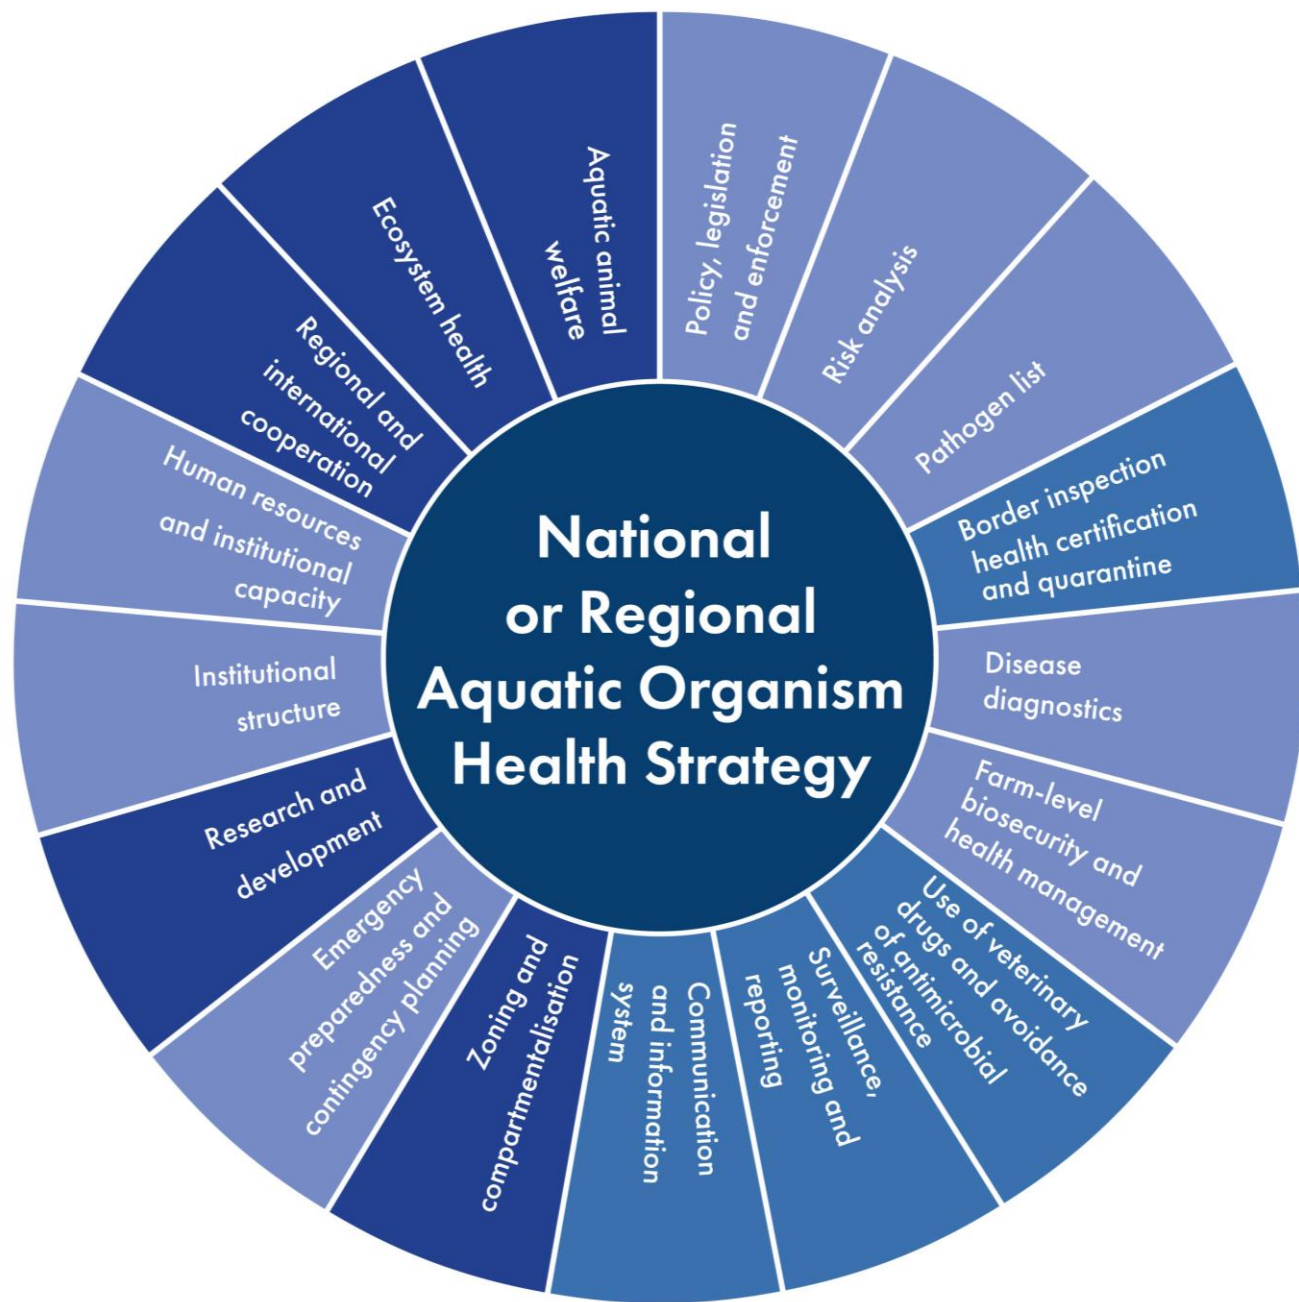 National
or Regional
Aquatic Organism
Health Strategy
Policy, legislation
and enforcement
Risk analysis
Pathogen list
Border inspection
health certification
and quarantine
Disease
diagnostics
Farm-level
biosecurity and
health management
Use of veterinary
drugs and avoidance
of antimicrobial
resistance
Surveillance,
monitoring and
reporting
Communication
and information
system
Zoning and
compartmentalisation
Emergency
preparedness and
contingency planning
Research and
development
Institutional
structure
Human resources
and institutional
capacity
Regional and
international
cooperation
Ecosystem health
Aquatic animal
welfare